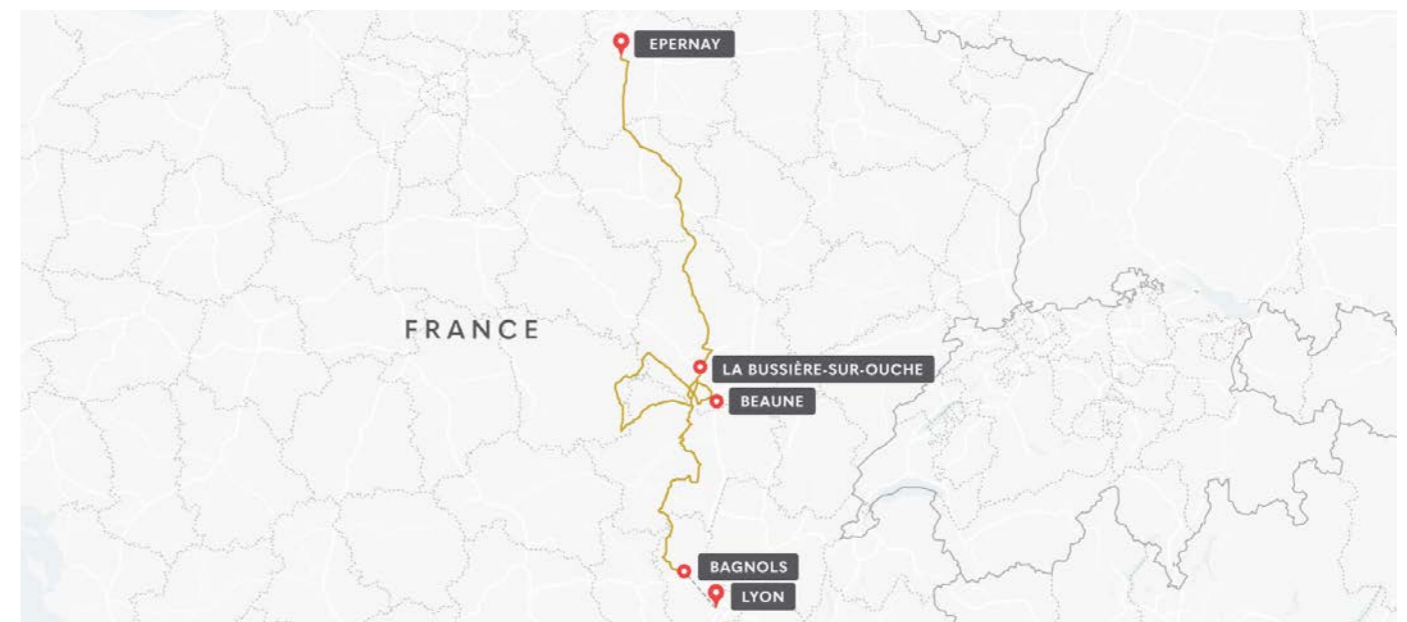 EPERNAY
FRANCE
LA BUSSIÈRE-SUR-OUCHE
BEAUNE
BAGNOLS
LYON